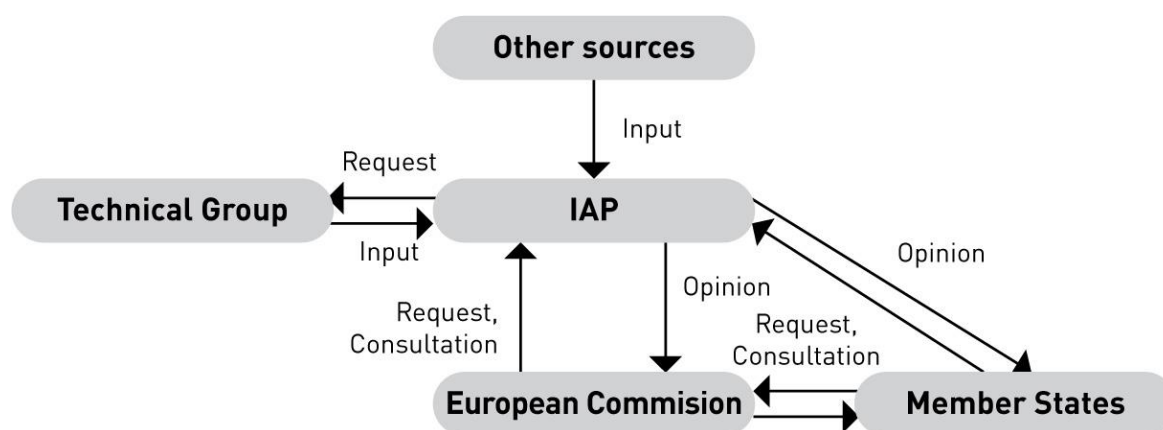 Other sources
Input
Request
Technical Group
IAP
Input
Opinion
Opinion
Request,
Consultation
Request,
Consultation
European Commision
Member States